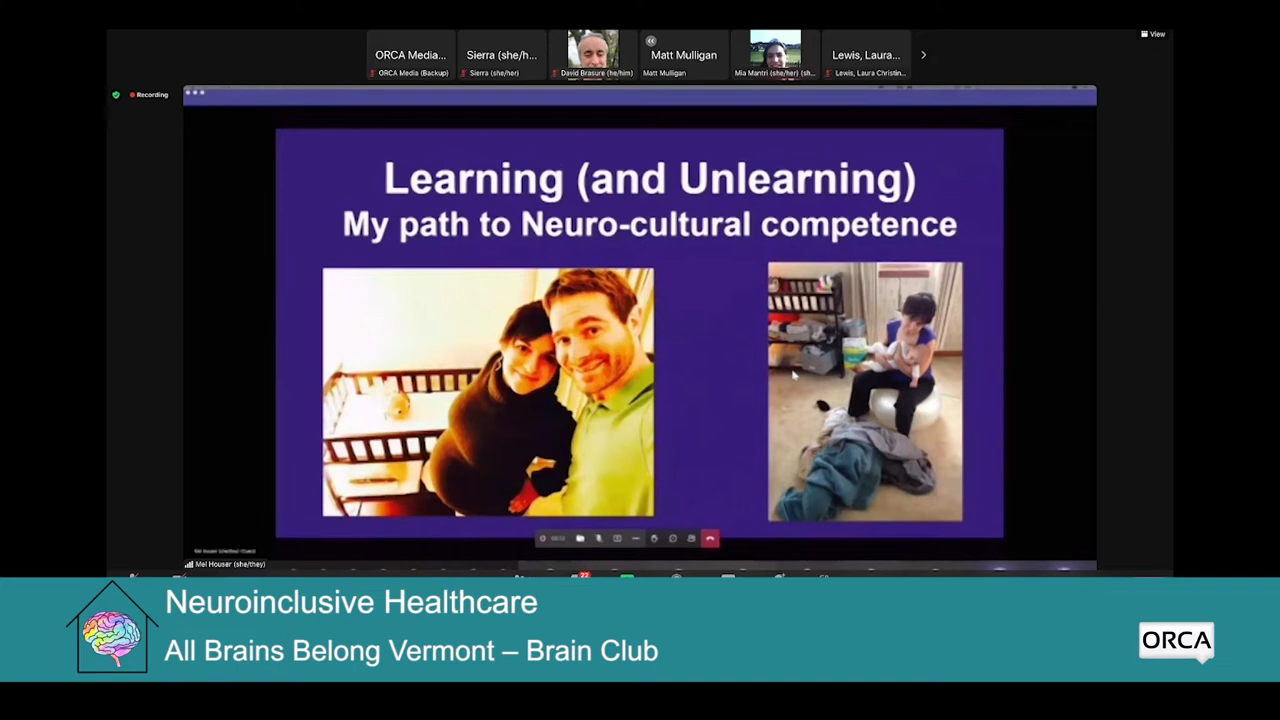 ORCA Media...
Sierra (she/h...
Matt Mulligan
Lewis, Laura...
View
ORCA Media (Backup)
Sierra (she/her)
David Brasure (he/him)
Matt Mulligan
Mia Mantri (she/her) (sh...
Lewis, Laura Christin...
Recording
Learning (and Unlearning)
My path to Neuro-cultural competence
Mel Houser (she/they)
22
Neuroinclusive Healthcare
All Brains Belong Vermont – Brain Club
ORCA